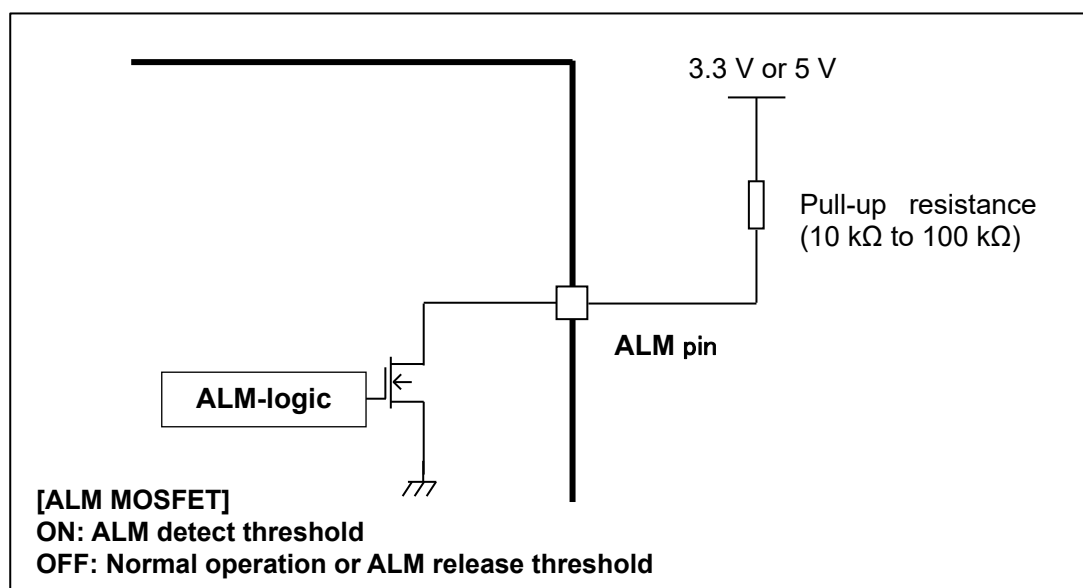 3.3 V or 5 V
Pull-up resistance
(10 kΩ to 100 kΩ)
ALM pin
ALM-logic
[ALM MOSFET]
ON: ALM detect threshold
OFF: Normal operation or ALM release threshold